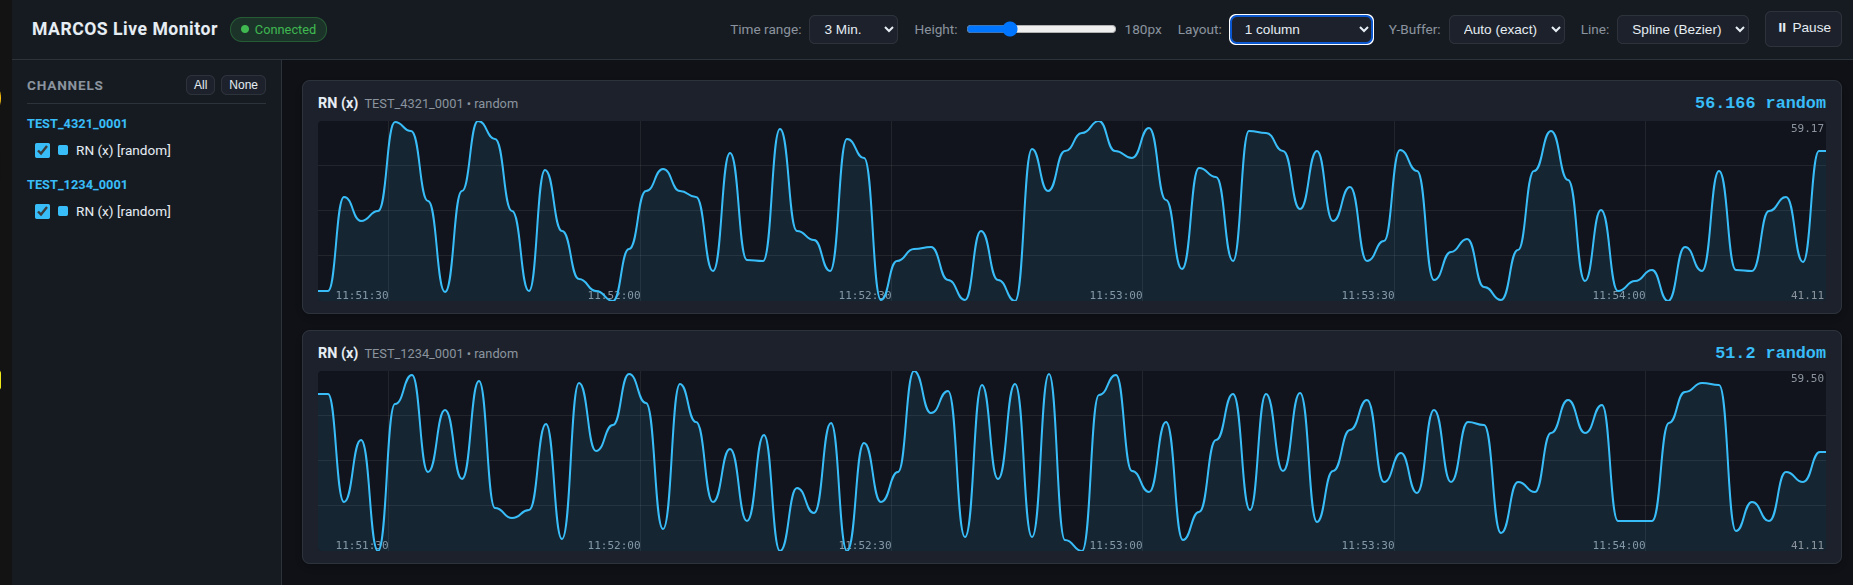 MARCOS Live Monitor
Connected
Time range: 3 Min. Height: 180px Layout: 1 column Y-Buffer: Auto (exact) Line: Spline (Bezier) Pause
CHANNELS All None
TEST_4321_0001
RN (x) [random]
TEST_1234_0001
RN (x) [random]
RN (x) TEST_4321_0001 • random 56.166 random
59.17
11:51:30 11:52:00 11:52:30 11:53:00 11:53:30 11:54:00 41.11
RN (x) TEST_1234_0001 • random 51.2 random
59.50
11:51:30 11:52:00 11:52:30 11:53:00 11:53:30 11:54:00 41.11